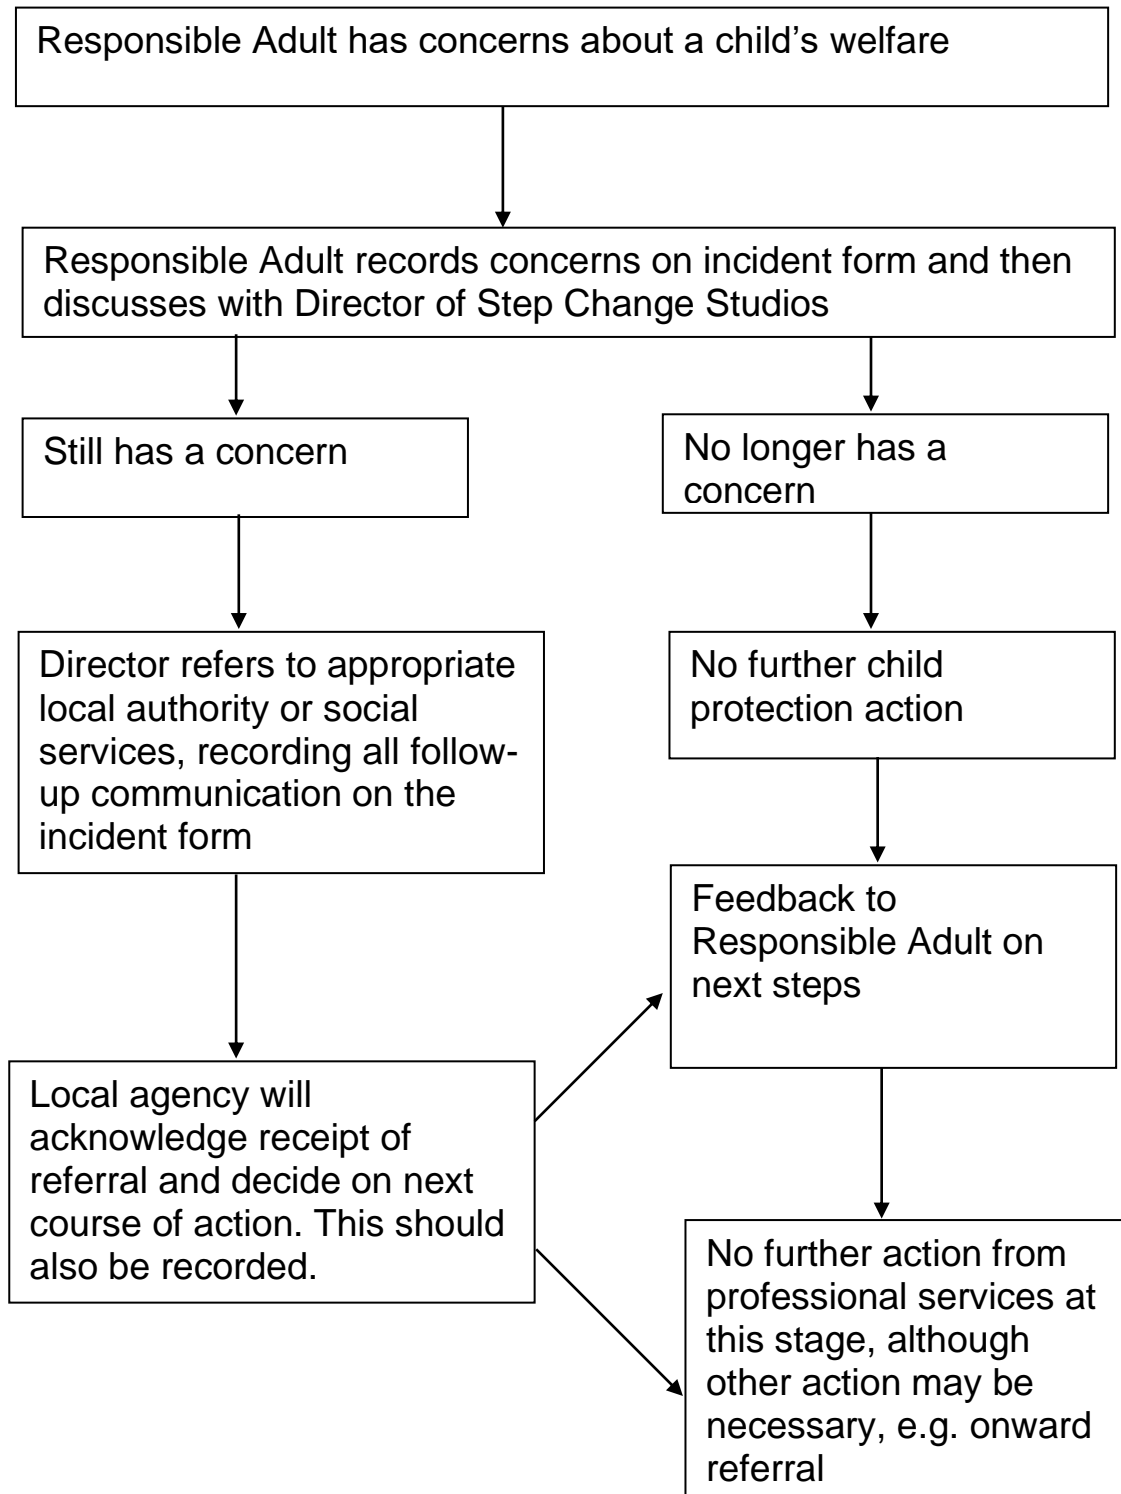 Responsible Adult has concerns about a child’s welfare
Responsible Adult records concerns on incident form and then
discusses with Director of Step Change Studios
Still has a concern
No longer has a
concern
Director refers to appropriate
local authority or social
services, recording all follow-
up communication on the
incident form
No further child
protection action
Feedback to
Responsible Adult on
next steps
Local agency will
acknowledge receipt of
referral and decide on next
course of action. This should
also be recorded.
No further action from
professional services at
this stage, although
other action may be
necessary, e.g. onward
referral